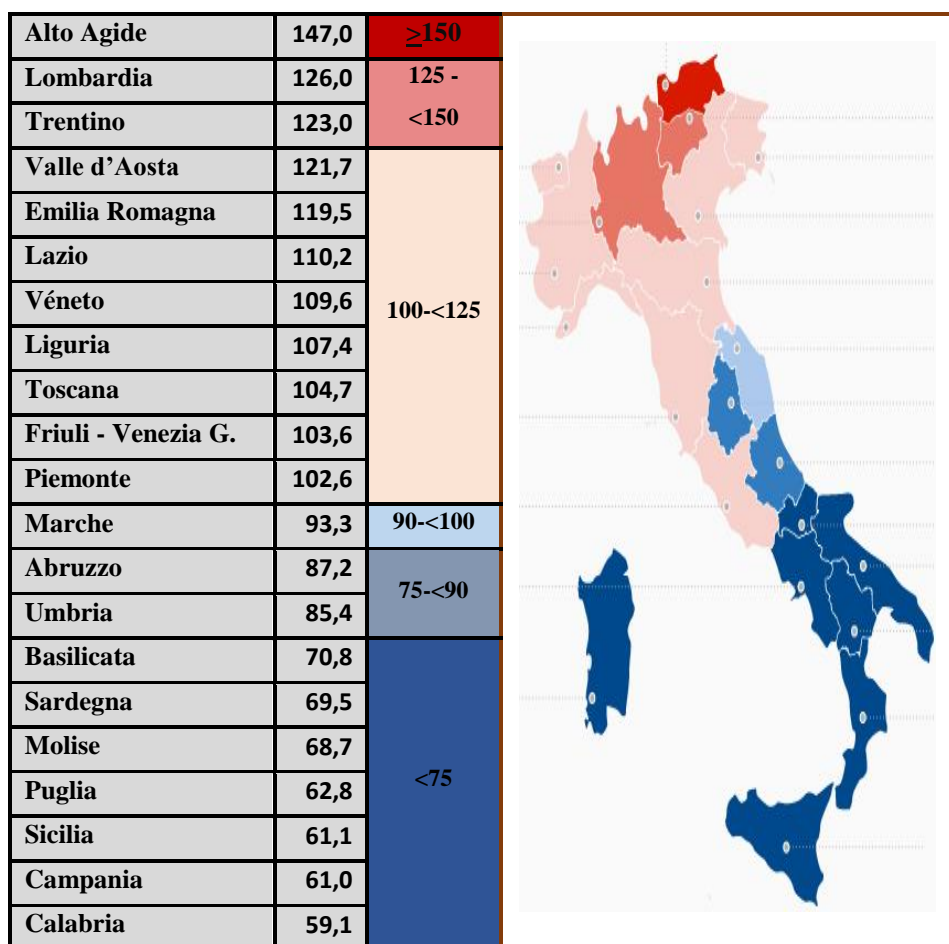 Alto Agide 147,0 ≥150
Lombardia 126,0 125 -
Trentino 123,0 <150
Valle d’Aosta 121,7
Emilia Romagna 119,5
Lazio 110,2
Véneto 109,6 100-<125
Liguria 107,4
Toscana 104,7
Friuli - Venezia G. 103,6
Piemonte 102,6
Marche 93,3 90-<100
Abruzzo 87,2 75-<90
Umbria 85,4
Basilicata 70,8
Sardegna 69,5
Molise 68,7 <75
Puglia 62,8
Sicilia 61,1
Campania 61,0
Calabria 59,1